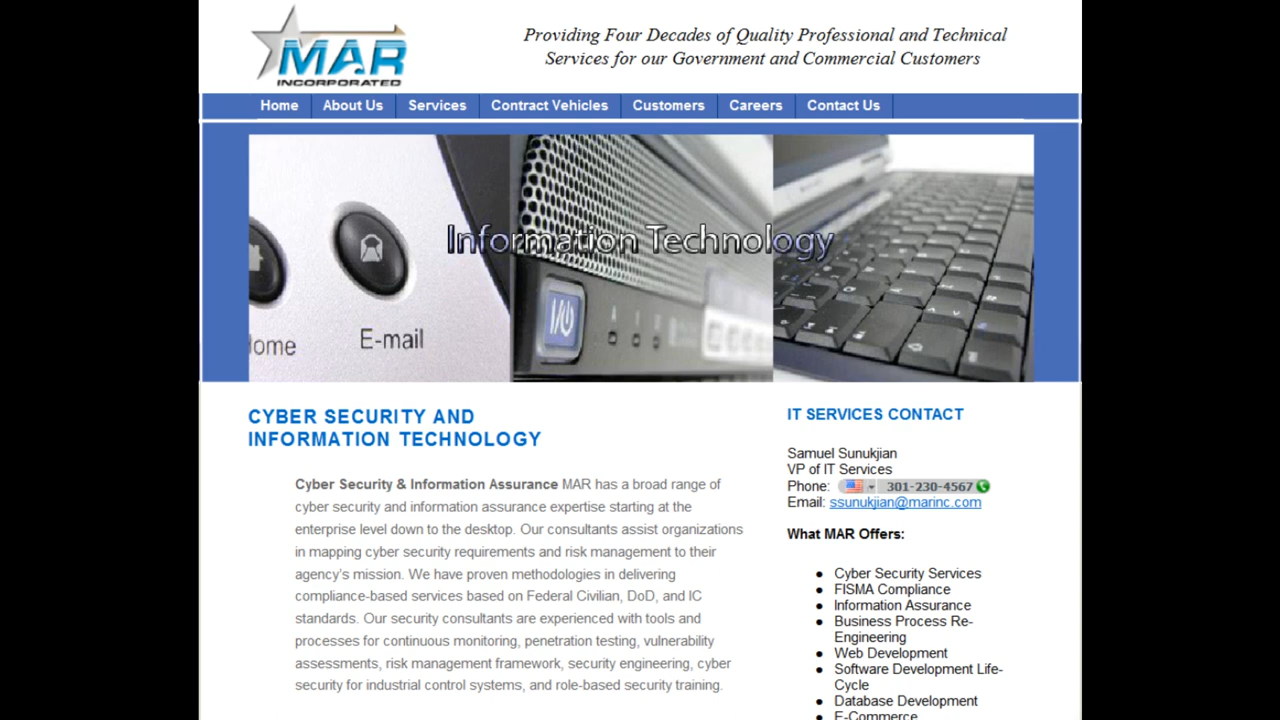 MAR
INCORPORATED
Providing Four Decades of Quality Professional and Technical
Services for our Government and Commercial Customers
Home About Us Services Contract Vehicles Customers Careers Contact Us
Information Technology
ome E-mail
CYBER SECURITY AND
INFORMATION TECHNOLOGY
Cyber Security & Information Assurance MAR has a broad range of
cyber security and information assurance expertise starting at the
enterprise level down to the desktop. Our consultants assist organizations
in mapping cyber security requirements and risk management to their
agency's mission. We have proven methodologies in delivering
compliance-based services based on Federal Civilian, DoD, and IC
standards. Our security consultants are experienced with tools and
processes for continuous monitoring, penetration testing, vulnerability
assessments, risk management framework, security engineering, cyber
security for industrial control systems, and role-based security training.
IT SERVICES CONTACT
Samuel Sunukjian
VP of IT Services
Phone: 301-230-4567
Email: ssunukjian@marinc.com
What MAR Offers:
● Cyber Security Services
● FISMA Compliance
● Information Assurance
● Business Process Re-
Engineering
● Web Development
● Software Development Life-
Cycle
● Database Development
● E-Commerce